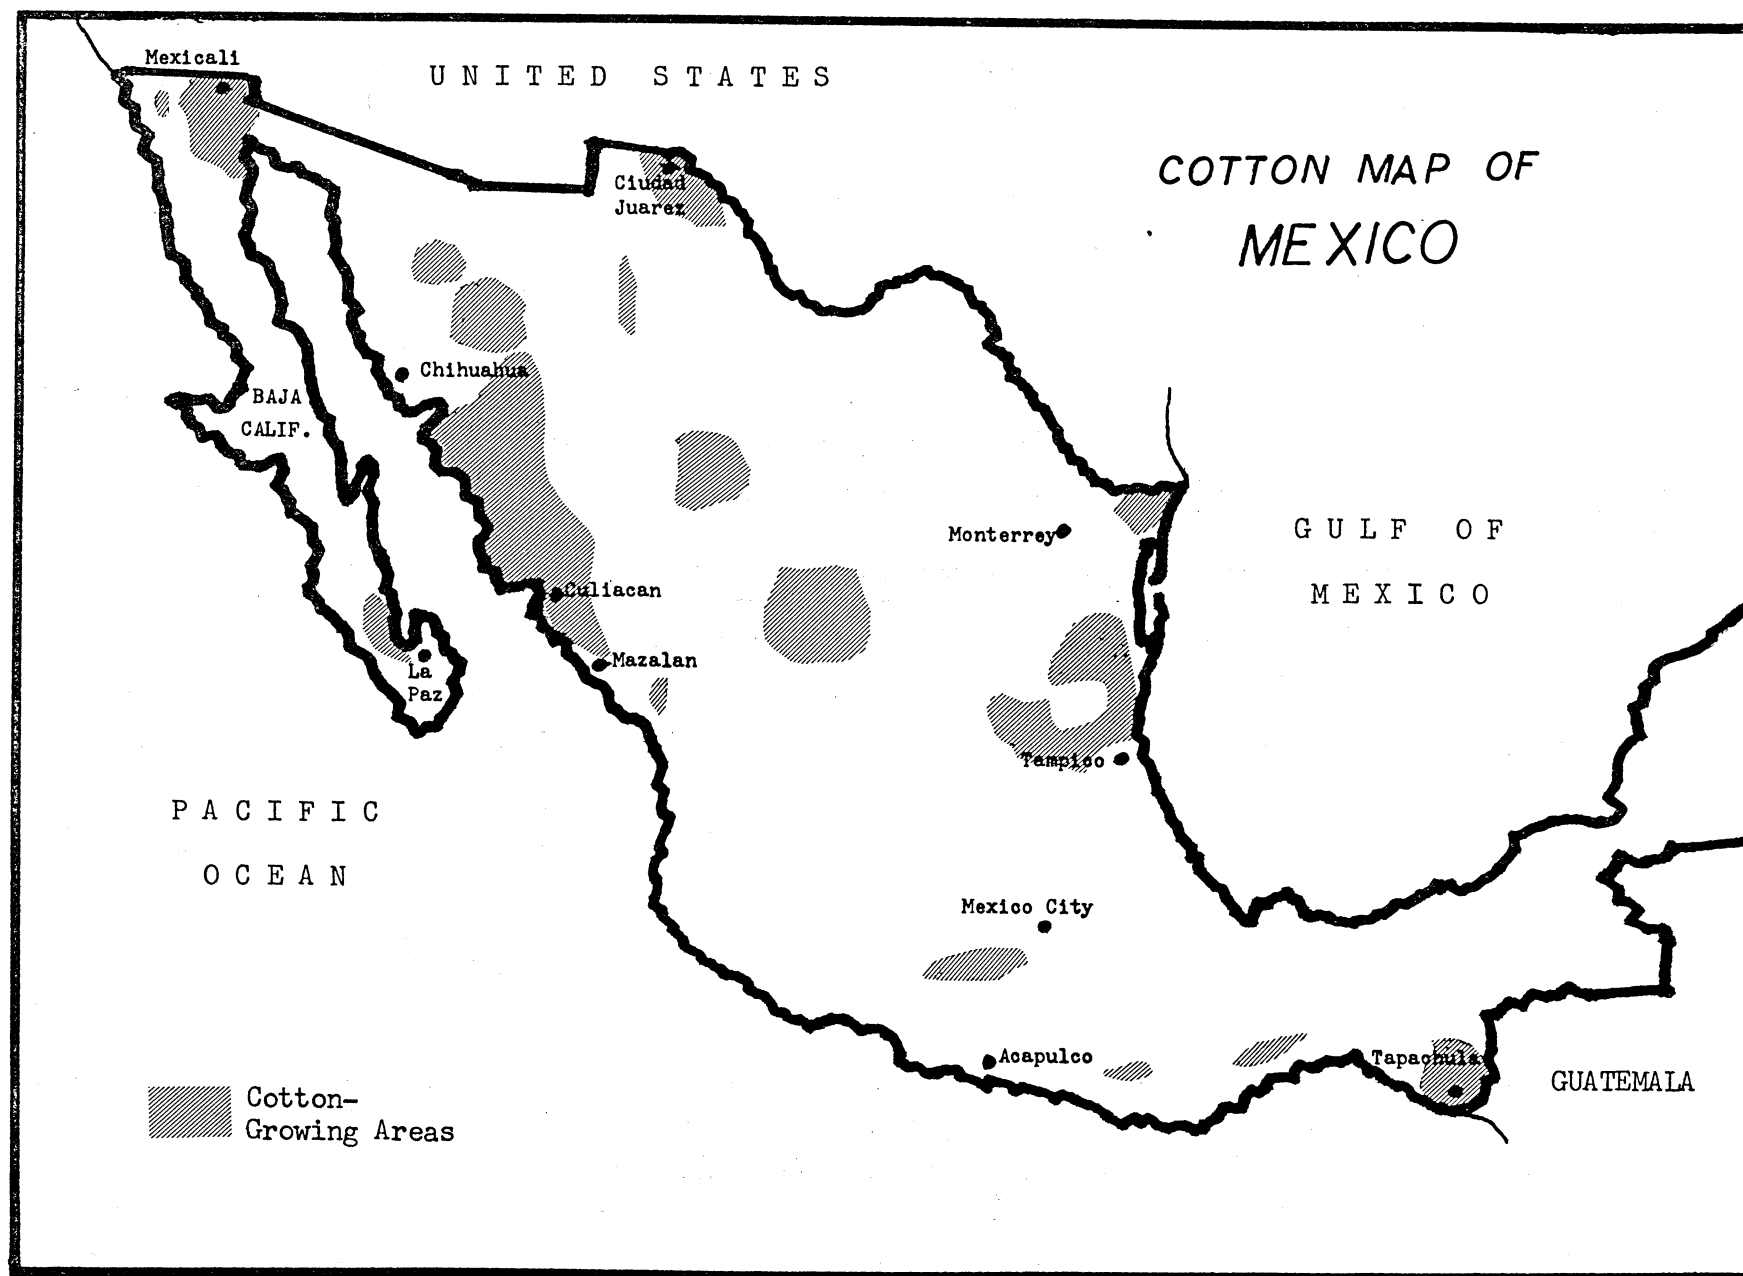 Mexicali
UNITED STATES
COTTON MAP OF
MEXICO
Ciudad
Juarez
Chihuahua
BAJA
CALIF.
Monterrey
GULF OF
MEXICO
Culiacan
Mazalan
La
Paz
Tampico
PACIFIC
OCEAN
Mexico City
Acapulco
Tapachula
GUATEMALA
Cotton-
Growing Areas